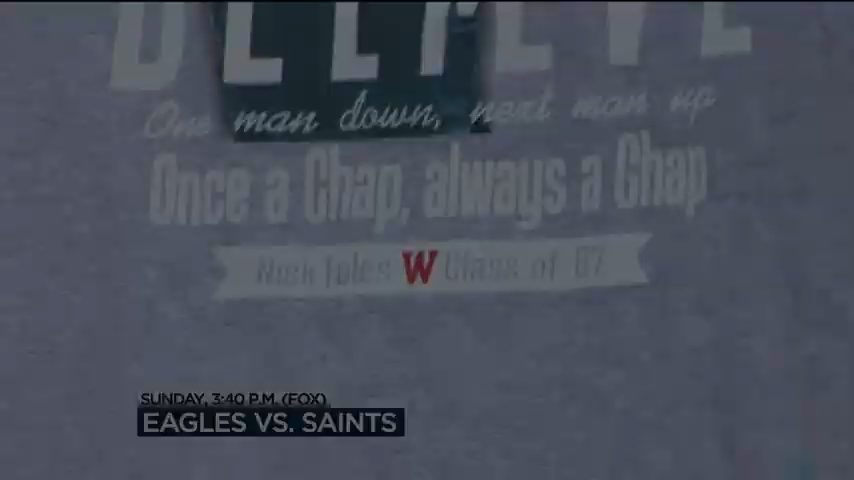 BELIEVE
One man down, next man up
Once a Chap, always a Chap
Nick Foles W Class of 07
SUNDAY, 3:40 P.M. (FOX)
EAGLES VS. SAINTS